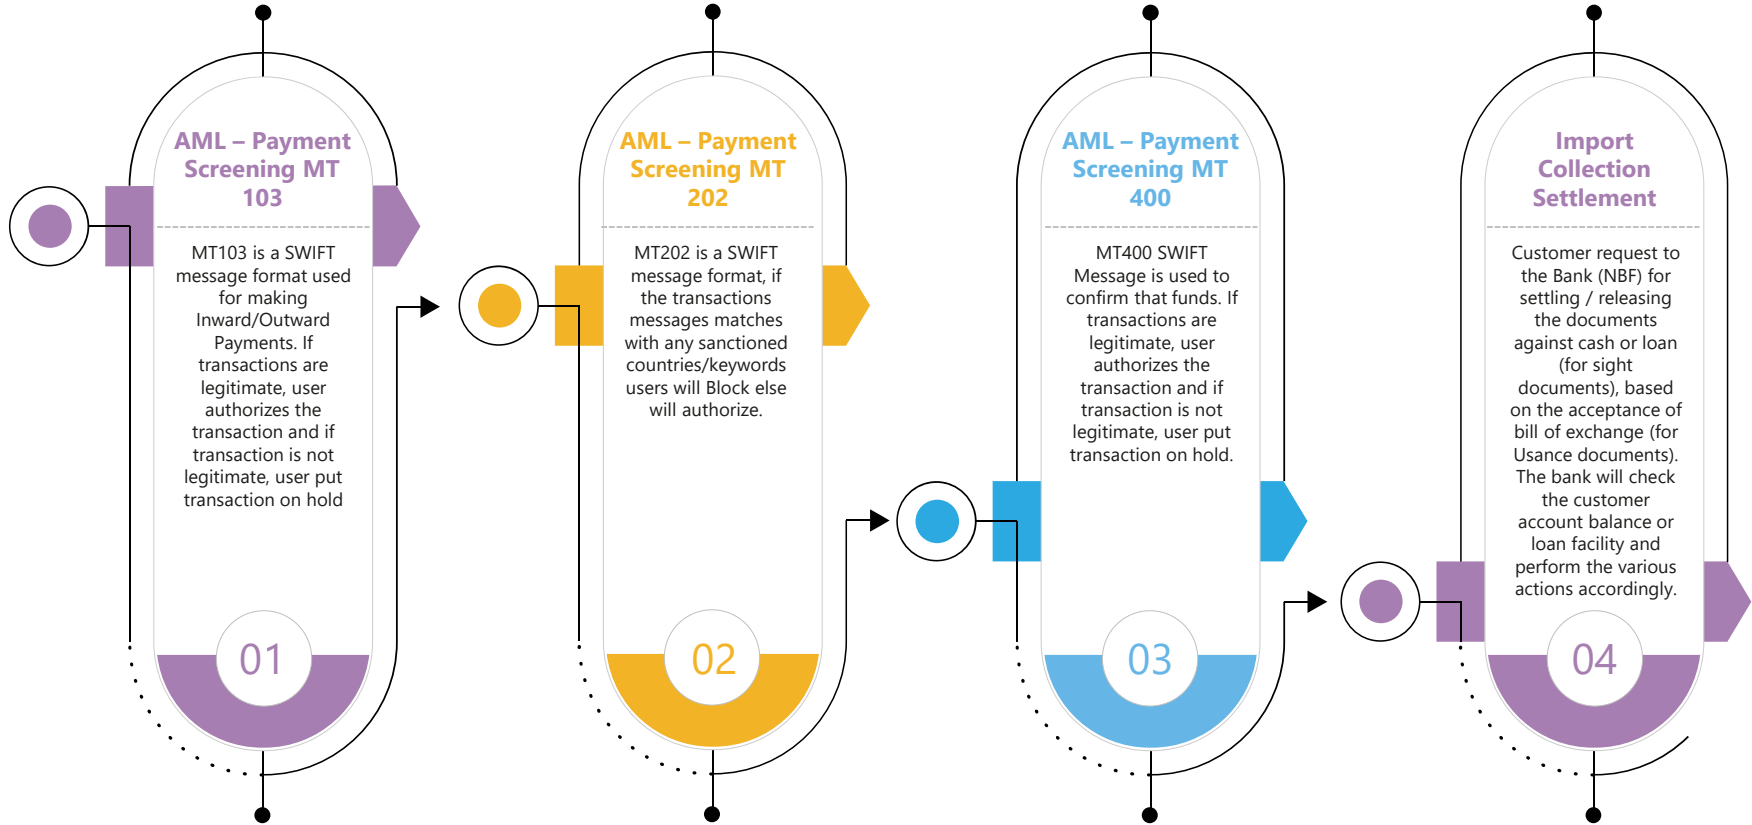 AML – Payment
Screening MT
103
MT103 is a SWIFT
message format used
for making
Inward/Outward
Payments. If
transactions are
legitimate, user
authorizes the
transaction and if
transaction is not
legitimate, user put
transaction on hold
01
AML – Payment
Screening MT
202
MT202 is a SWIFT
message format, if
the transactions
messages matches
with any sanctioned
countries/keywords
users will Block else
will authorize.
02
AML – Payment
Screening MT
400
MT400 SWIFT
Message is used to
confirm that funds. If
transactions are
legitimate, user
authorizes the
transaction and if
transaction is not
legitimate, user put
transaction on hold.
03
Import
Collection
Settlement
Customer request to
the Bank (NBF) for
settling / releasing
the documents
against cash or loan
(for sight
documents), based
on the acceptance of
bill of exchange (for
Usance documents).
The bank will check
the customer
account balance or
loan facility and
perform the various
actions accordingly.
04